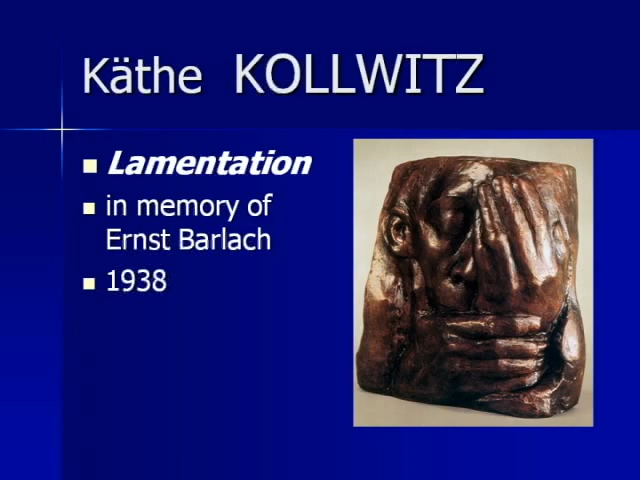 Käthe KOLLWITZ
Lamentation
in memory of
Ernst Barlach
1938